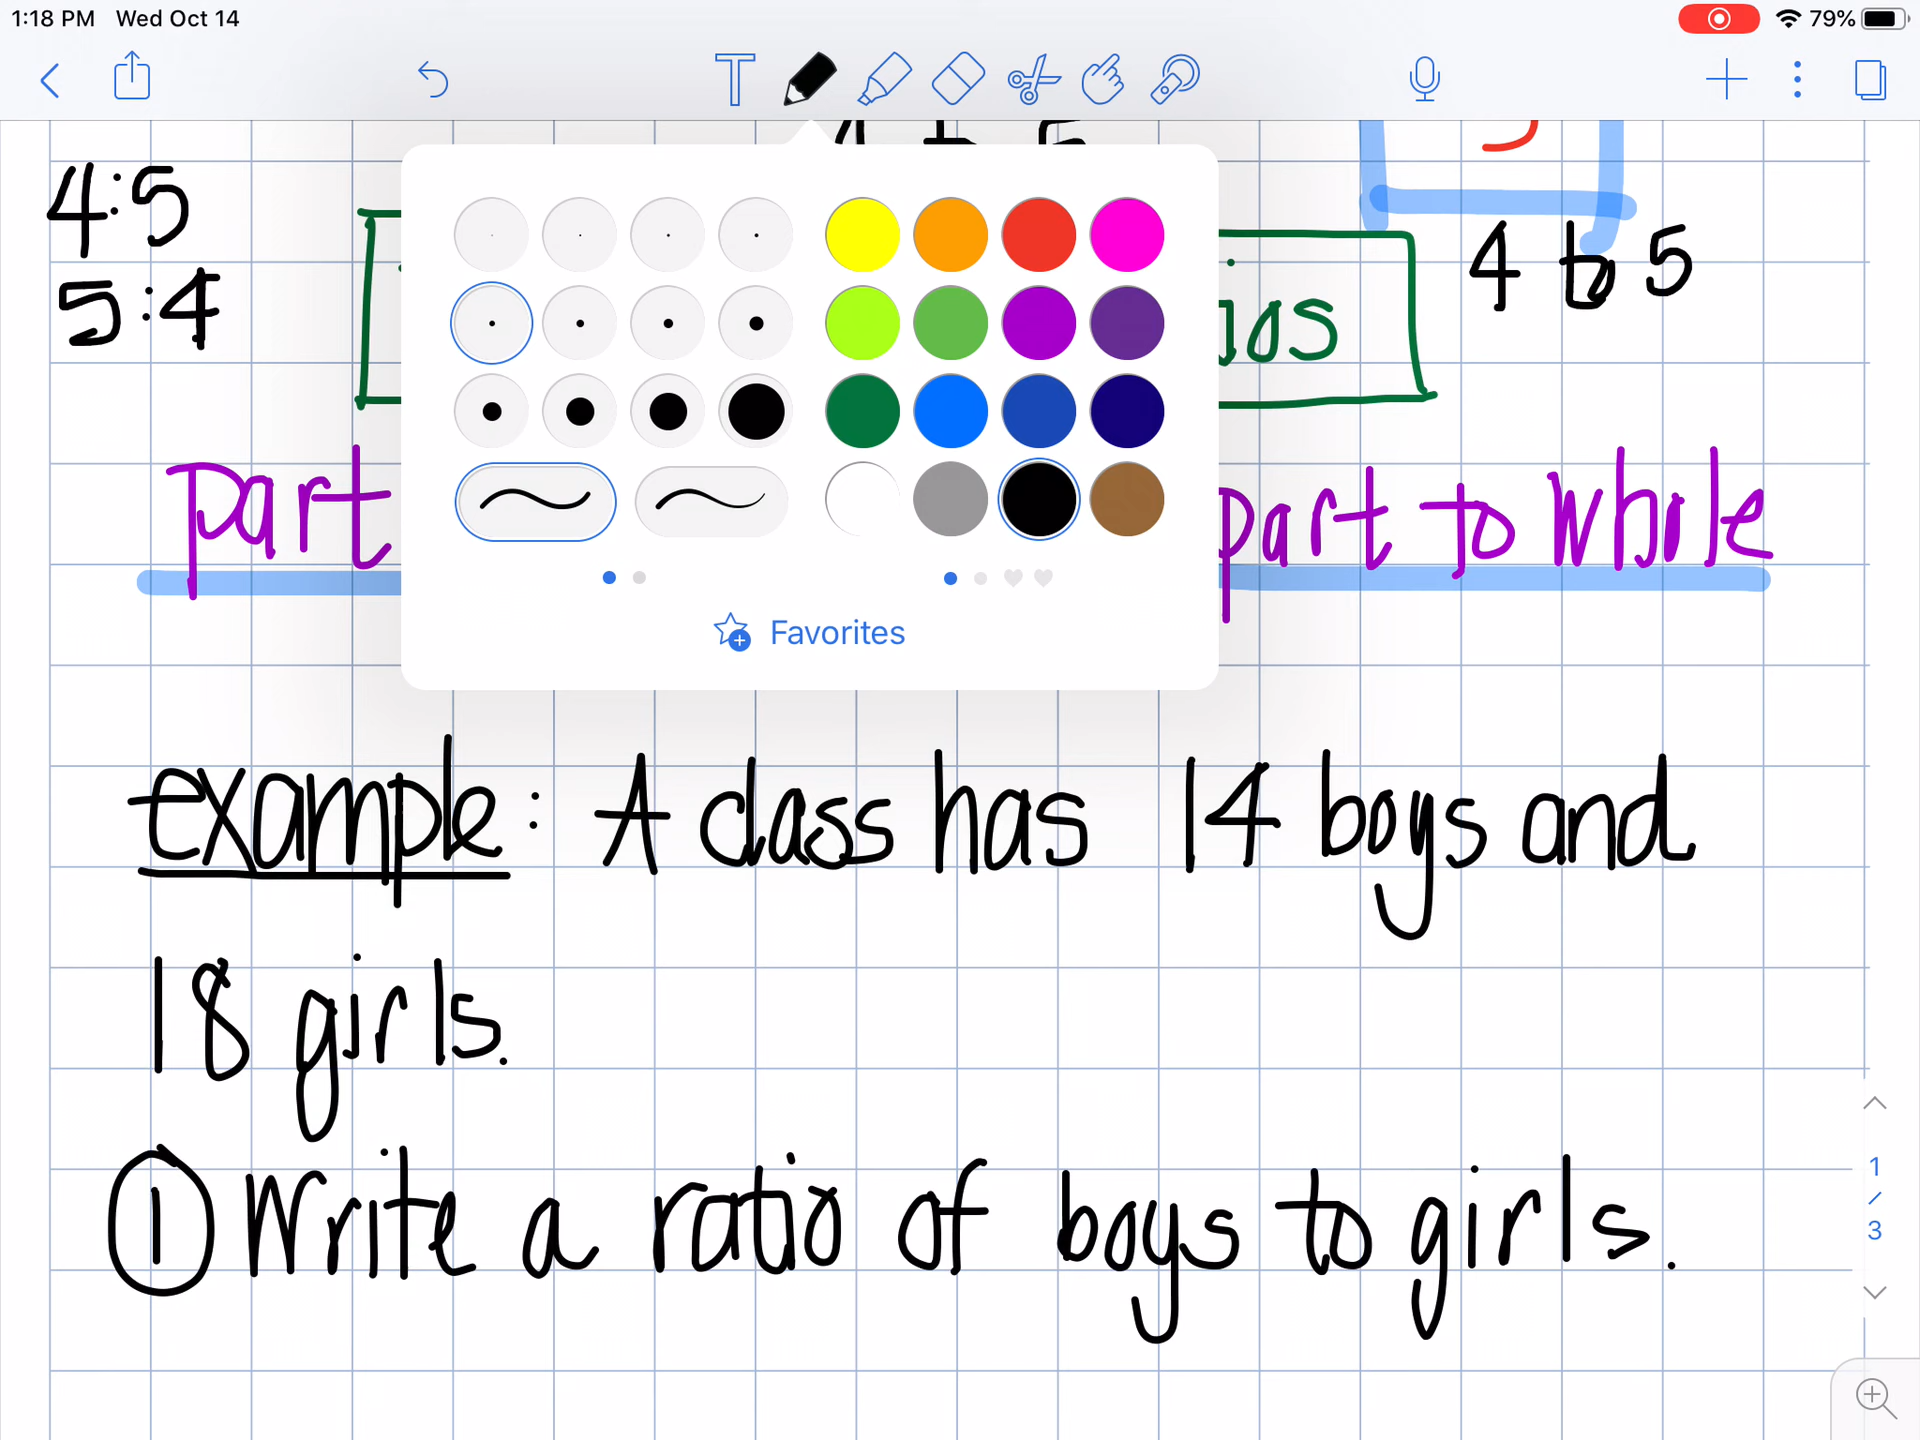 1:18 PM Wed Oct 14
79%
4:5
5:4
4 to 5
part
part to whole
Favorites
example: A class has 14 boys and
18 girls.
① Write a ratio of boys to girls.
1
/
3